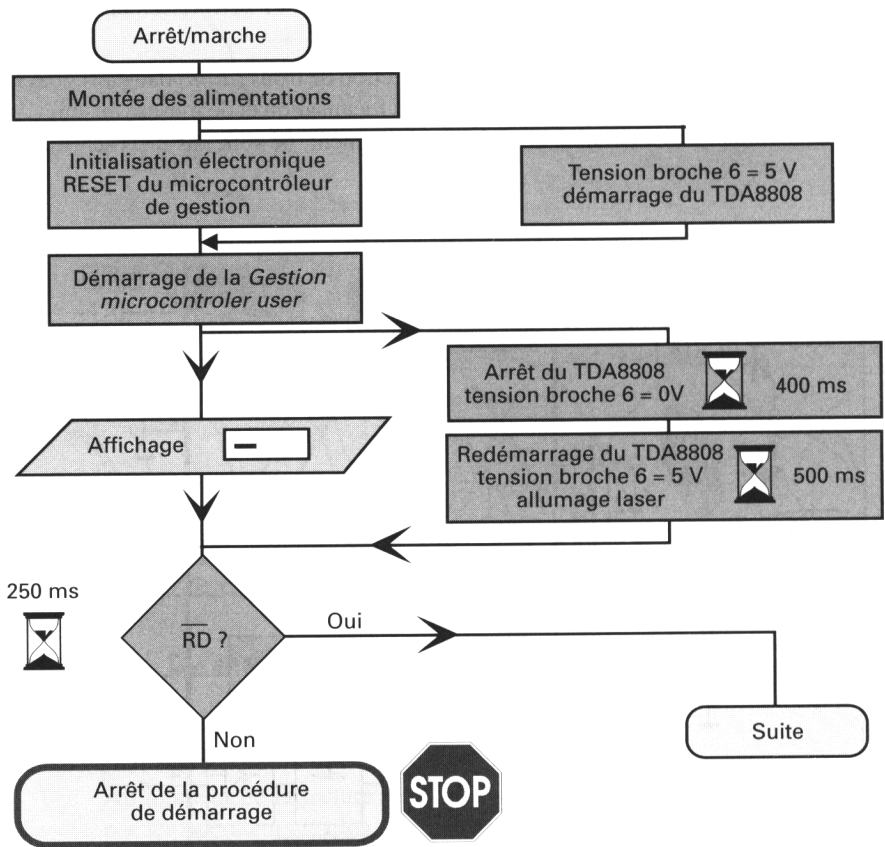 Arrêt/marche
Montée des alimentations
Initialisation électronique
RESET du microcontrôleur
de gestion
Tension broche 6 = 5 V
démarrage du TDA8808
Démarrage de la Gestion
microcontroler user
Arrêt du TDA8808
tension broche 6 = 0V
400 ms
Affichage
Redémarrage du TDA8808
tension broche 6 = 5 V
allumage laser
500 ms
250 ms
RD ?
Oui
Suite
Non
Arrêt de la procédure
de démarrage
STOP